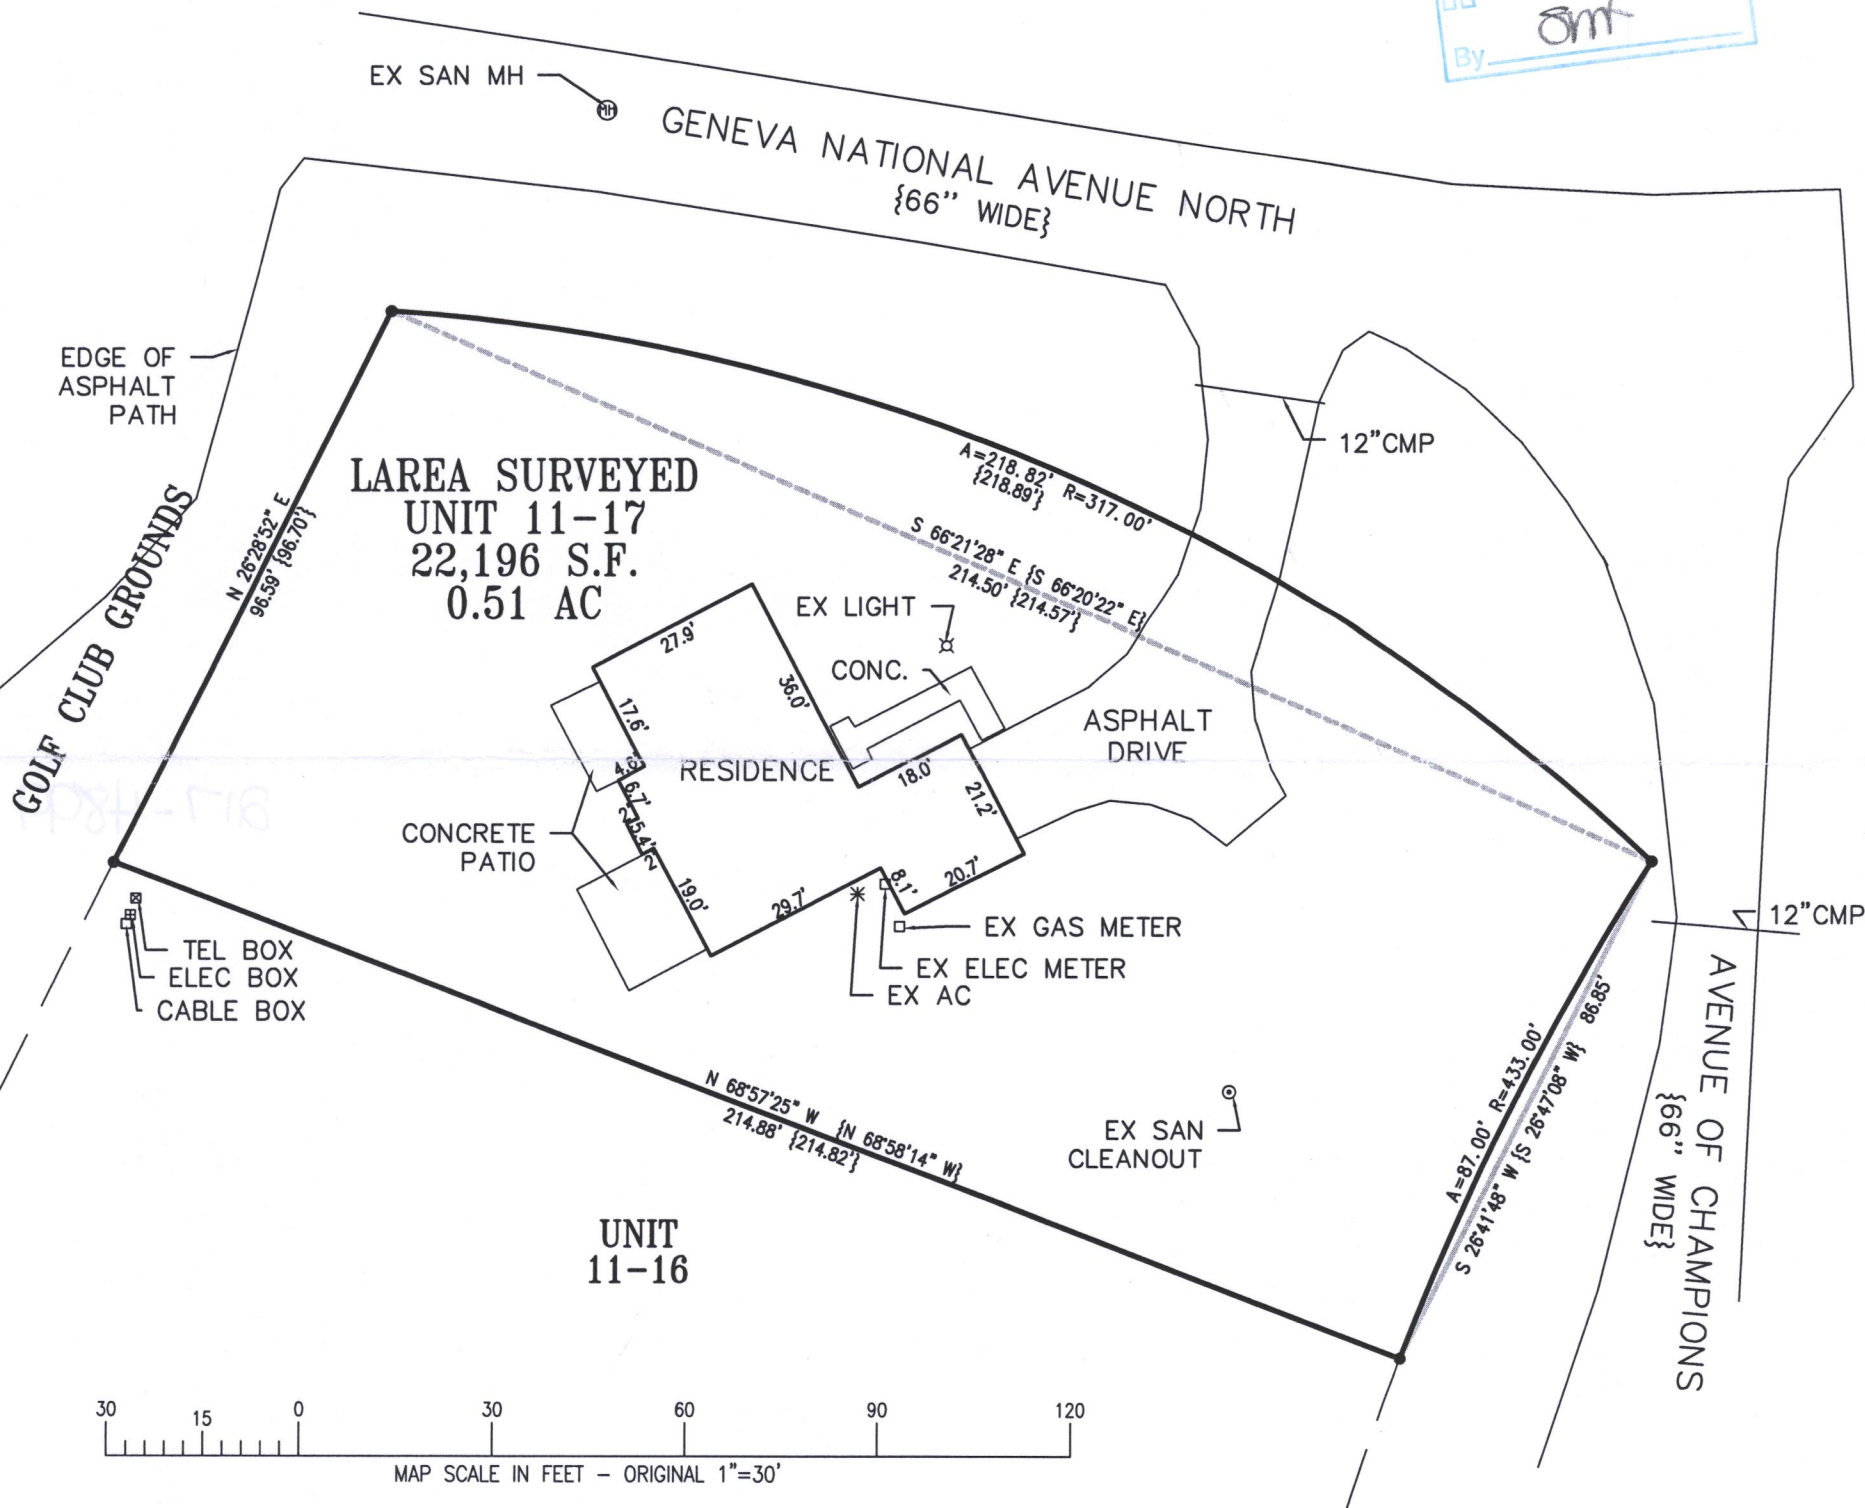 By smt
EX SAN MH
MH
GENEVA NATIONAL AVENUE NORTH
{66" WIDE}
EDGE OF
ASPHALT
PATH
12"CMP
A=218.82' R=317.00'
{218.89'}
LAREA SURVEYED
UNIT 11-17
22,196 S.F.
0.51 AC
GOLF CLUB GROUNDS
N 26°28'52" E
96.59' {96.70'}
S 66°21'28" E {S 66°20'22" E}
214.50' {214.57'}
27.9'
36.0'
EX LIGHT
CONC.
17.6'
4.6'
RESIDENCE
18.0'
ASPHALT
DRIVE
21.2'
6.7'
5.4'
CONCRETE
PATIO
19.0'
29.7'
8.1'
20.7'
12"CMP
EX GAS METER
EX ELEC METER
EX AC
TEL BOX
ELEC BOX
CABLE BOX
AVENUE OF CHAMPIONS
{66" WIDE}
A=87.00' R=433.00'
S 26°41'48" W {S 26°47'08" W} 86.85'
N 68°57'25" W {N 68°58'14" W}
214.88' {214.82'}
EX SAN
CLEANOUT
UNIT
11-16
30 15 0 30 60 90 120
MAP SCALE IN FEET - ORIGINAL 1"=30'